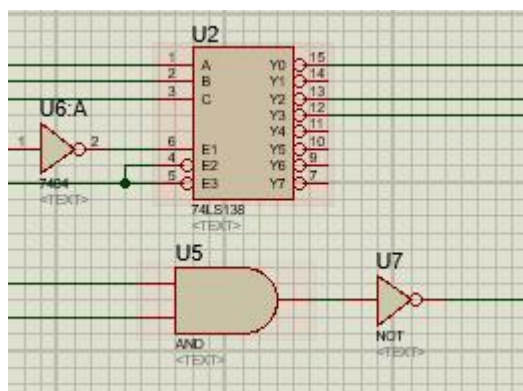 U2
1 A Y0 15
2 B Y1 14
3 C Y2 13
Y3 12
Y4 11
6 E1 Y5 10
4 E2 Y6 9
5 E3 Y7 7
74LS138
<TEXT>
U6:A
1 2
7404
<TEXT>
U5
AND
<TEXT>
U7
NOT
<TEXT>